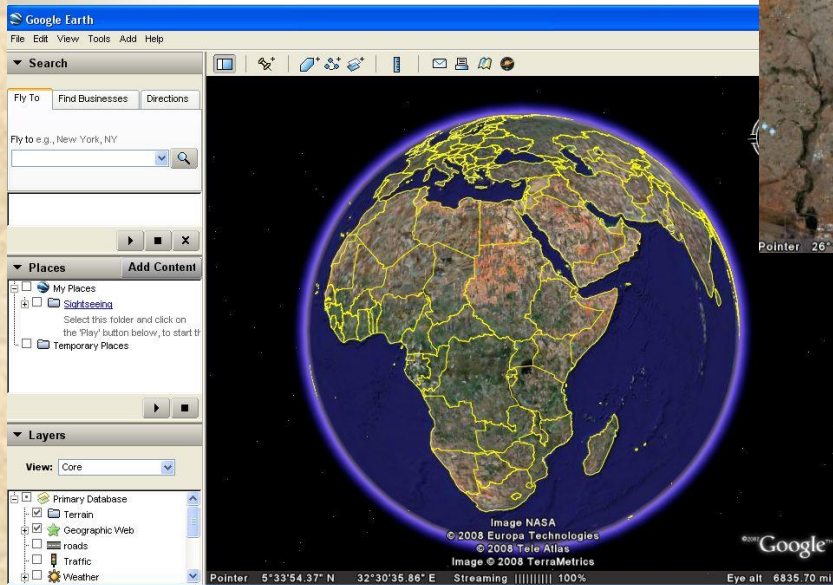 Google Earth
File Edit View Tools Add Help
Search
Fly To Find Businesses Directions
Fly to e.g., New York, NY
Places Add Content
My Places
Sightseeing
Select this folder and click on
the 'Play' button below, to start th
Temporary Places
Layers
View: Core
Primary Database
Terrain
Geographic Web
roads
Traffic
Weather
Image NASA
© 2008 Europa Technologies
© 2008 Tele Atlas
Image © 2008 TerraMetrics
©2007 Google™
Pointer 5°33'54.37" N 32°30'35.86" E Streaming |||||||||| 100% Eye alt 6835.70 mi
Pointer 26°